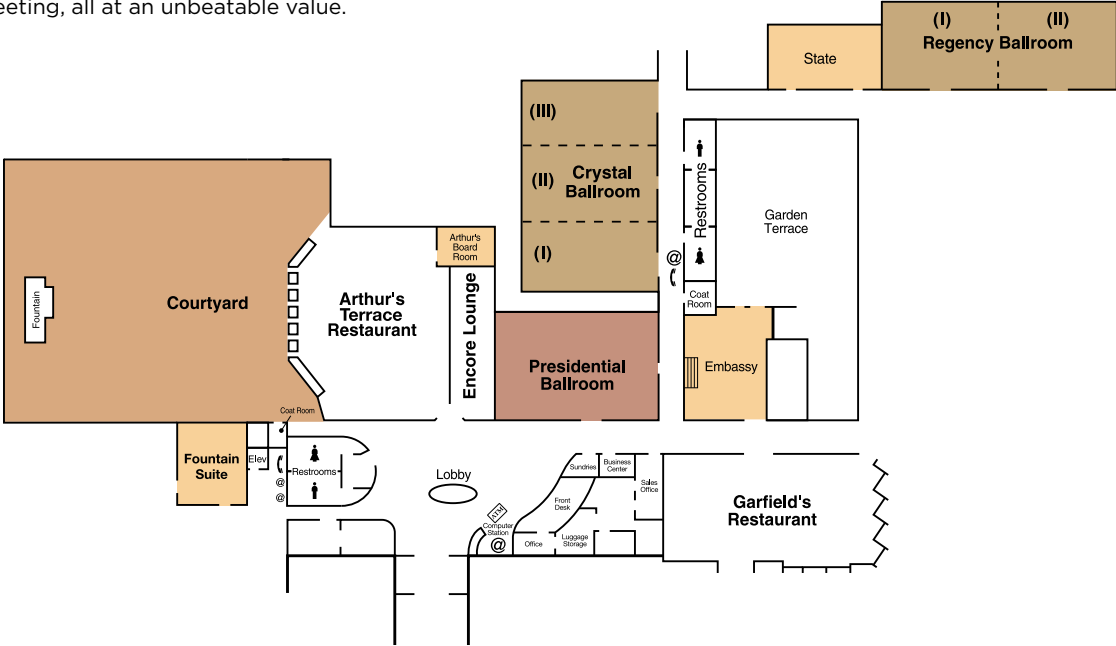 eeting, all at an unbeatable value.
(I)
(II)
Regency Ballroom
State
(III)
(II)
Crystal
Ballroom
(I)
Restrooms
@
Coat
Room
Garden
Terrace
Arthur's
Board
Room
Fountain
Courtyard
Arthur's
Terrace
Restaurant
Encore Lounge
Presidential
Ballroom
Embassy
Coat Room
Fountain
Suite
Elev
Restrooms
@
@
Lobby
Sundries
Business
Center
Sales
Office
Front
Desk
ATM
Computer
Station
@
Office
Luggage
Storage
Garfield's
Restaurant